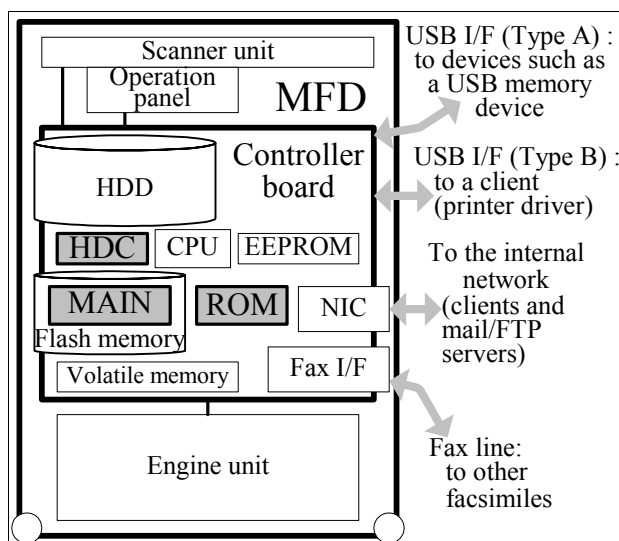 Scanner unit
Operation
panel
MFD
Controller
board
HDD
HDC
CPU
EEPROM
MAIN
ROM
NIC
Flash memory
Volatile memory
Fax I/F
Engine unit
USB I/F (Type A) :
to devices such as
a USB memory
device
USB I/F (Type B) :
to a client
(printer driver)
To the internal
network
(clients and
mail/FTP
servers)
Fax line:
to other
facsimiles